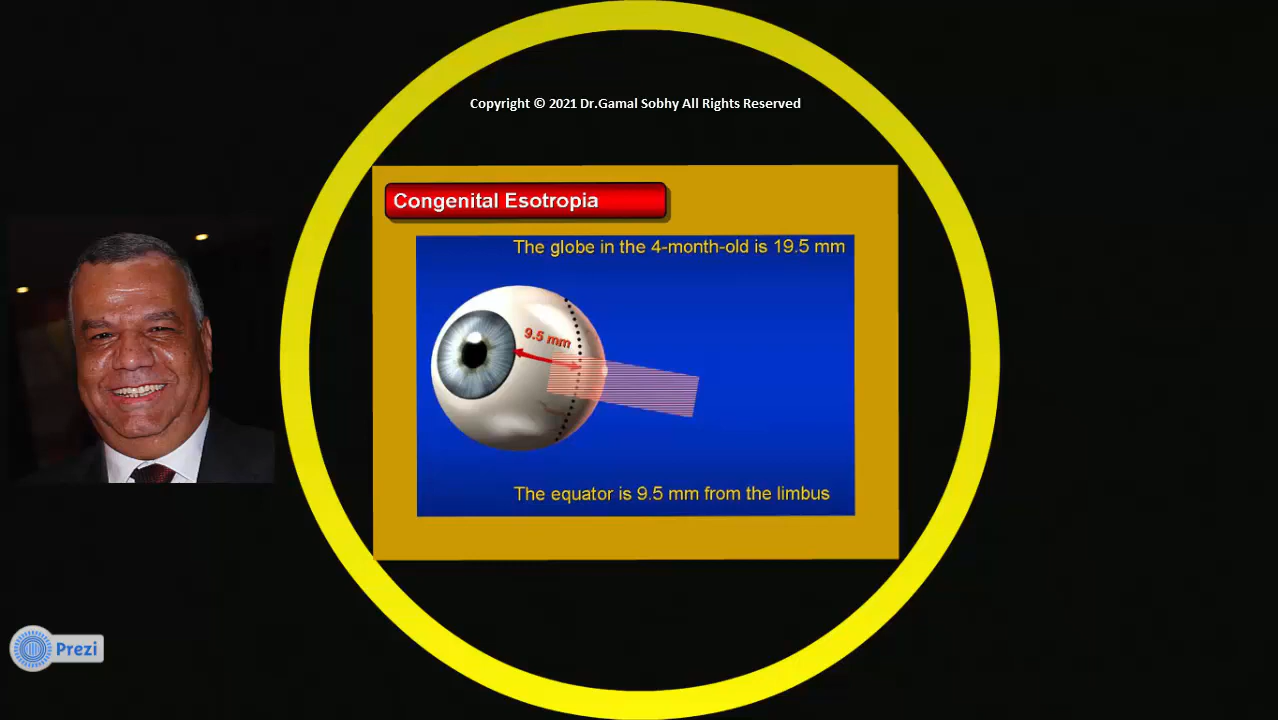 Copyright © 2021 Dr.Gamal Sobhy All Rights Reserved
Congenital Esotropia
The globe in the 4-month-old is 19.5 mm
9.5 mm
The equator is 9.5 mm from the limbus
Prezi